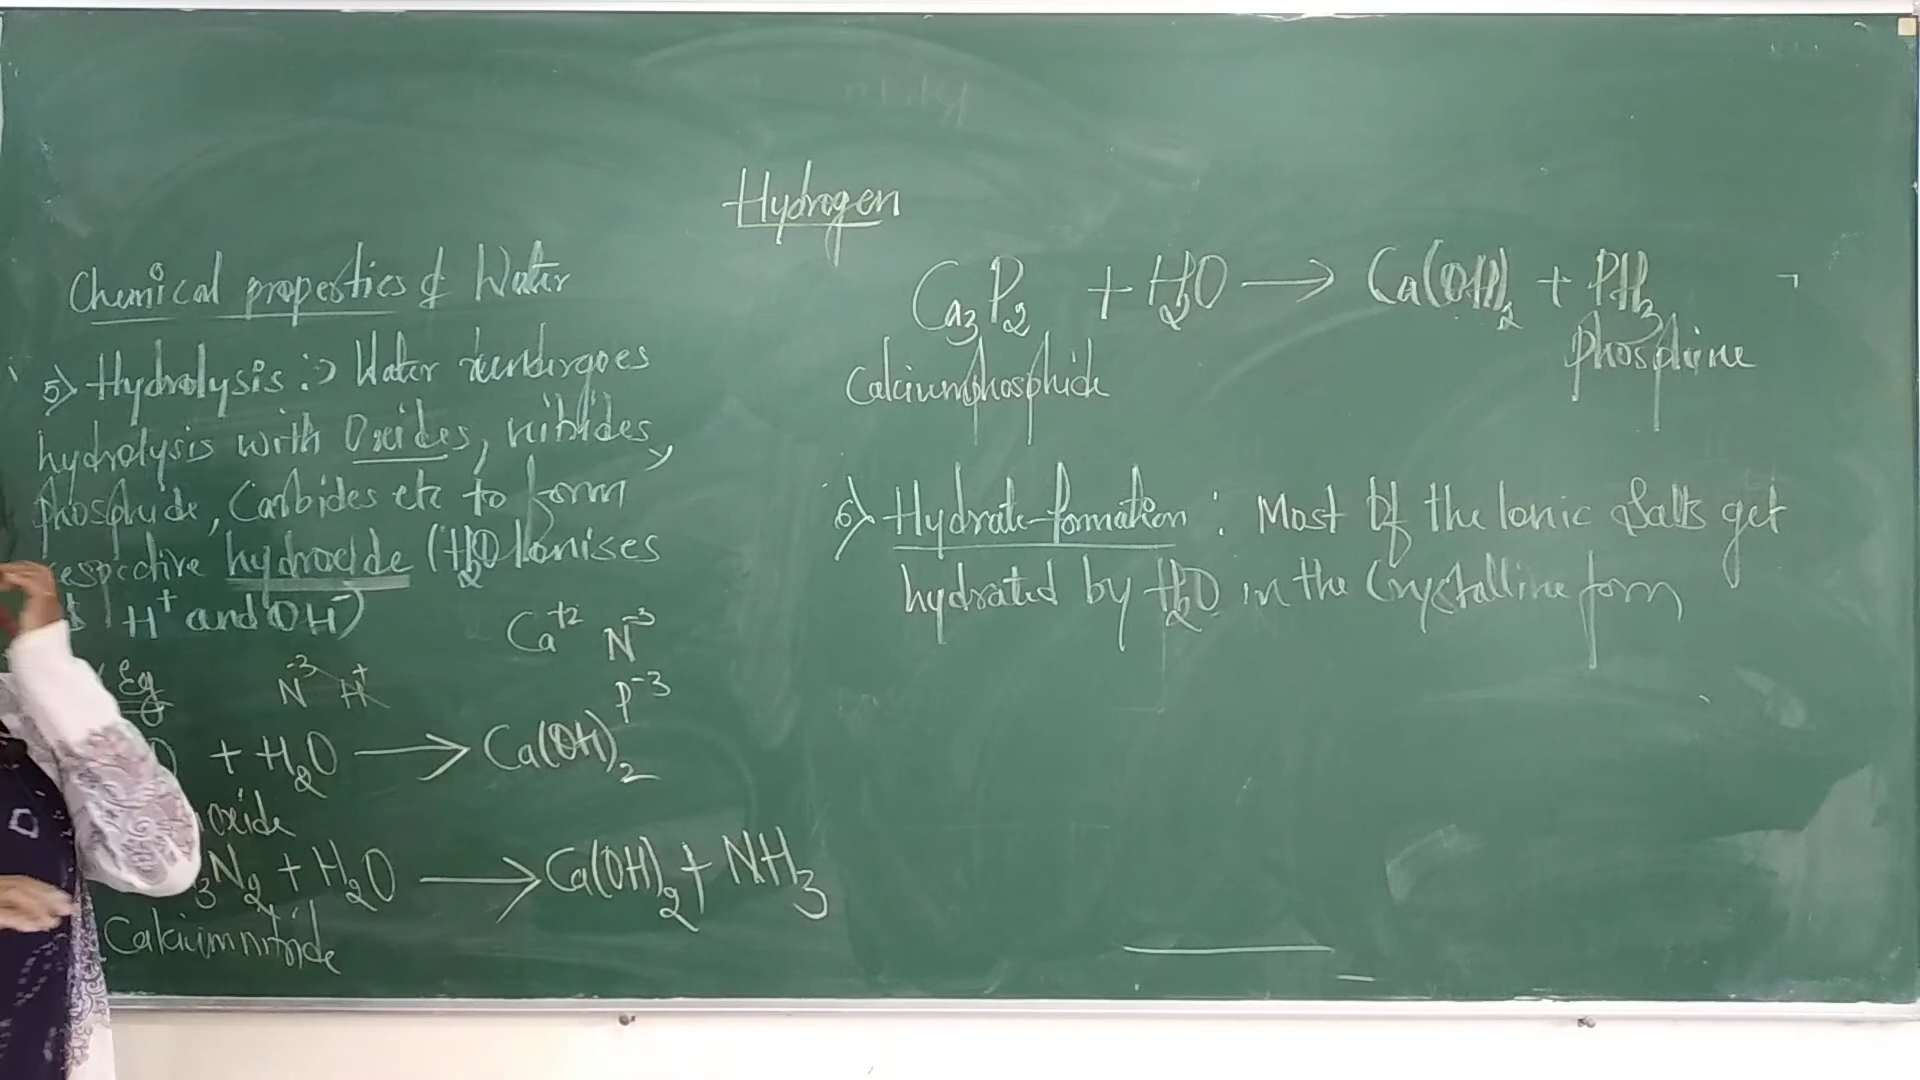 Hydrogen
Chemical properties of Water
5) Hydrolysis :→ Water undergoes
hydrolysis with Oxides, nitrides,
phosphide, Carbides etc to form
respective hydroxide (H₂O Ionises
H⁺ and OH⁻)
Ca⁺² N⁻³
Eg N⁻³ H⁺
P⁻³
+ H₂O ⟶ Ca(OH)₂
oxide
₃N₂ + H₂O ⟶ Ca(OH)₂ + NH₃
Calcium nitride
Ca₃P₂ + H₂O ⟶ Ca(OH)₂ + PH₃
Calciumphosphide phosphine
6) Hydrate-formation : Most of the Ionic Salts get
hydrated by H₂O in the Crystalline form